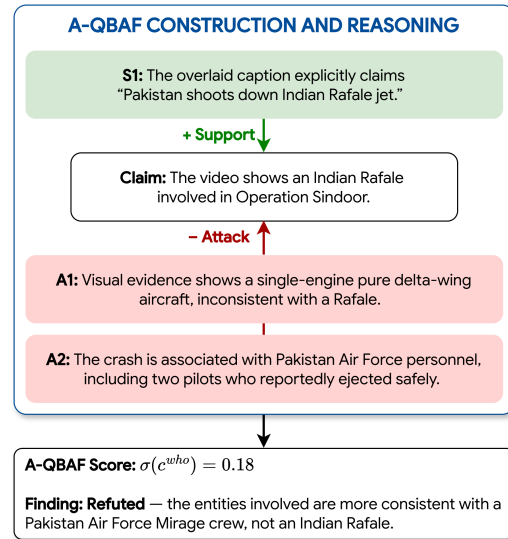 A-QBAF CONSTRUCTION AND REASONING
S1: The overlaid caption explicitly claims
“Pakistan shoots down Indian Rafale jet.”
+ Support
Claim: The video shows an Indian Rafale
involved in Operation Sindoor.
– Attack
A1: Visual evidence shows a single-engine pure delta-wing
aircraft, inconsistent with a Rafale.
A2: The crash is associated with Pakistan Air Force personnel,
including two pilots who reportedly ejected safely.
A-QBAF Score: σ(c^{who}) = 0.18
Finding: Refuted — the entities involved are more consistent with a
Pakistan Air Force Mirage crew, not an Indian Rafale.